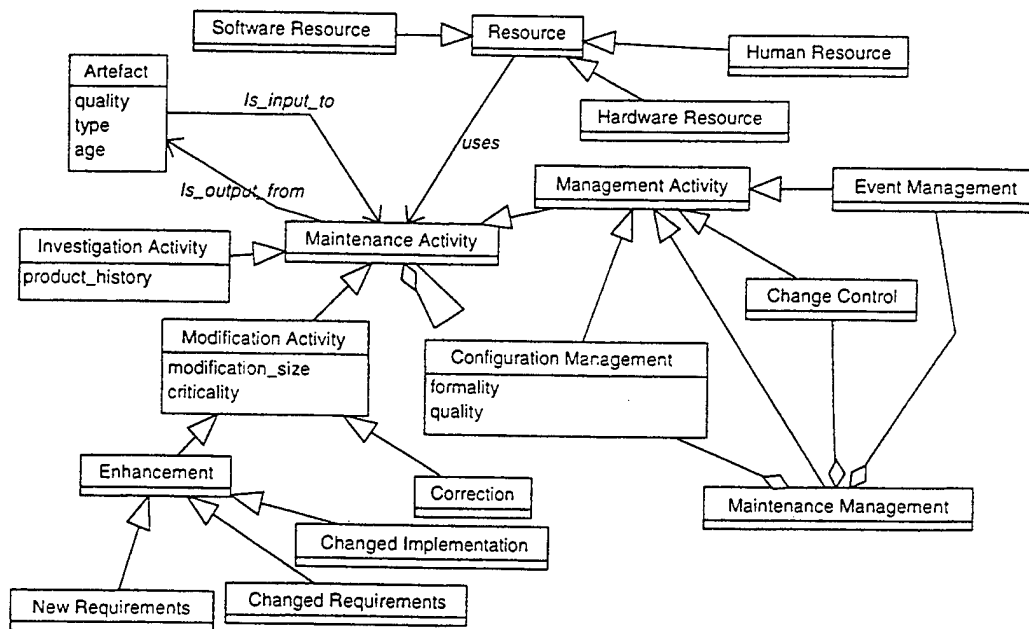 Software Resource
Resource
Human Resource
Hardware Resource
Artefact
quality
type
age
Is_input_to
uses
Is_output_from
Management Activity
Event Management
Investigation Activity
product_history
Maintenance Activity
Change Control
Modification Activity
modification_size
criticality
Configuration Management
formality
quality
Enhancement
Correction
Maintenance Management
Changed Implementation
New Requirements
Changed Requirements